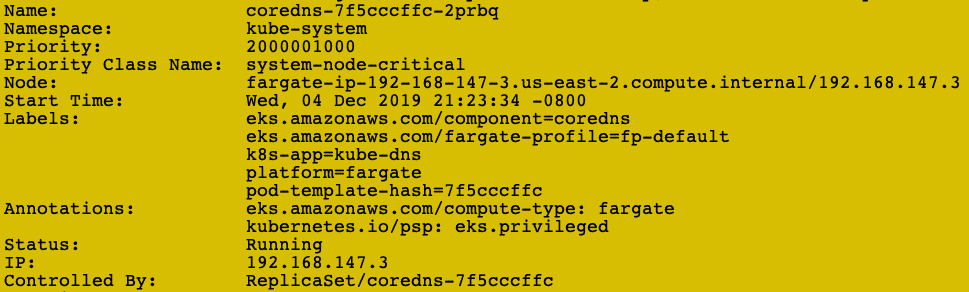 Name:                 coredns-7f5cccffc-2prbq
Namespace:            kube-system
Priority:             2000001000
Priority Class Name:  system-node-critical
Node:                 fargate-ip-192-168-147-3.us-east-2.compute.internal/192.168.147.3
Start Time:           Wed, 04 Dec 2019 21:23:34 -0800
Labels:               eks.amazonaws.com/component=coredns
                      eks.amazonaws.com/fargate-profile=fp-default
                      k8s-app=kube-dns
                      platform=fargate
                      pod-template-hash=7f5cccffc
Annotations:          eks.amazonaws.com/compute-type: fargate
                      kubernetes.io/psp: eks.privileged
Status:               Running
IP:                   192.168.147.3
Controlled By:        ReplicaSet/coredns-7f5cccffc